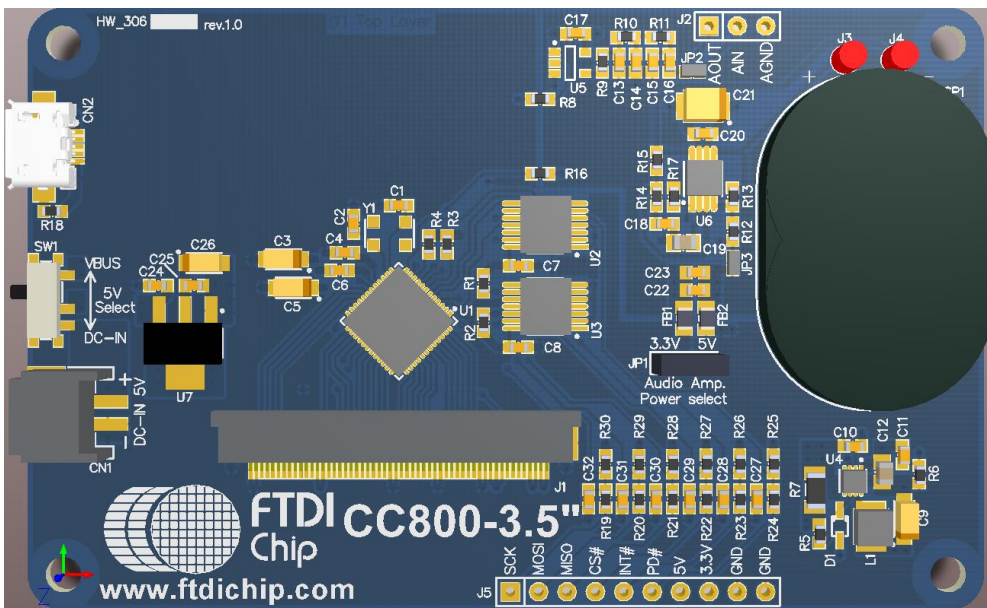 [T] Top Layer
HW_306 rev.1.0
C17
R10 R11
J2
AOUT
AIN
AGND
J3 J4
U5
R9
C13
C14
C15
C16
JP2
+ -
C21
CN2
R8
C20
R16
R15
R14
R17
U6
R13
R12
C18
C19
JP3
R18
C1
C2
Y1
R4
R3
C4
C6
C3
C5
C26
C25
C24
SW1
VBUS
5V
Select
DC-IN
U7
R1
R2
U1
U2
C7
U3
C8
C23
C22
FB1
FB2
3.3V 5V
JP1
Audio Amp.
Power select
+
5V
DC-IN
-
CN1
J1
R30
R29
R28
R27
R26
R25
C32
C31
C30
C29
C28
C27
R19
R20
R21
R22
R23
R24
C10
C12
C11
U4
R6
R7
R5
D1
L1
C9
FTDI
Chip
CC800-3.5"
www.ftdichip.com
J5
SCK
MOSI
MISO
CS#
INT#
PD#
5V
3.3V
GND
GND
Z